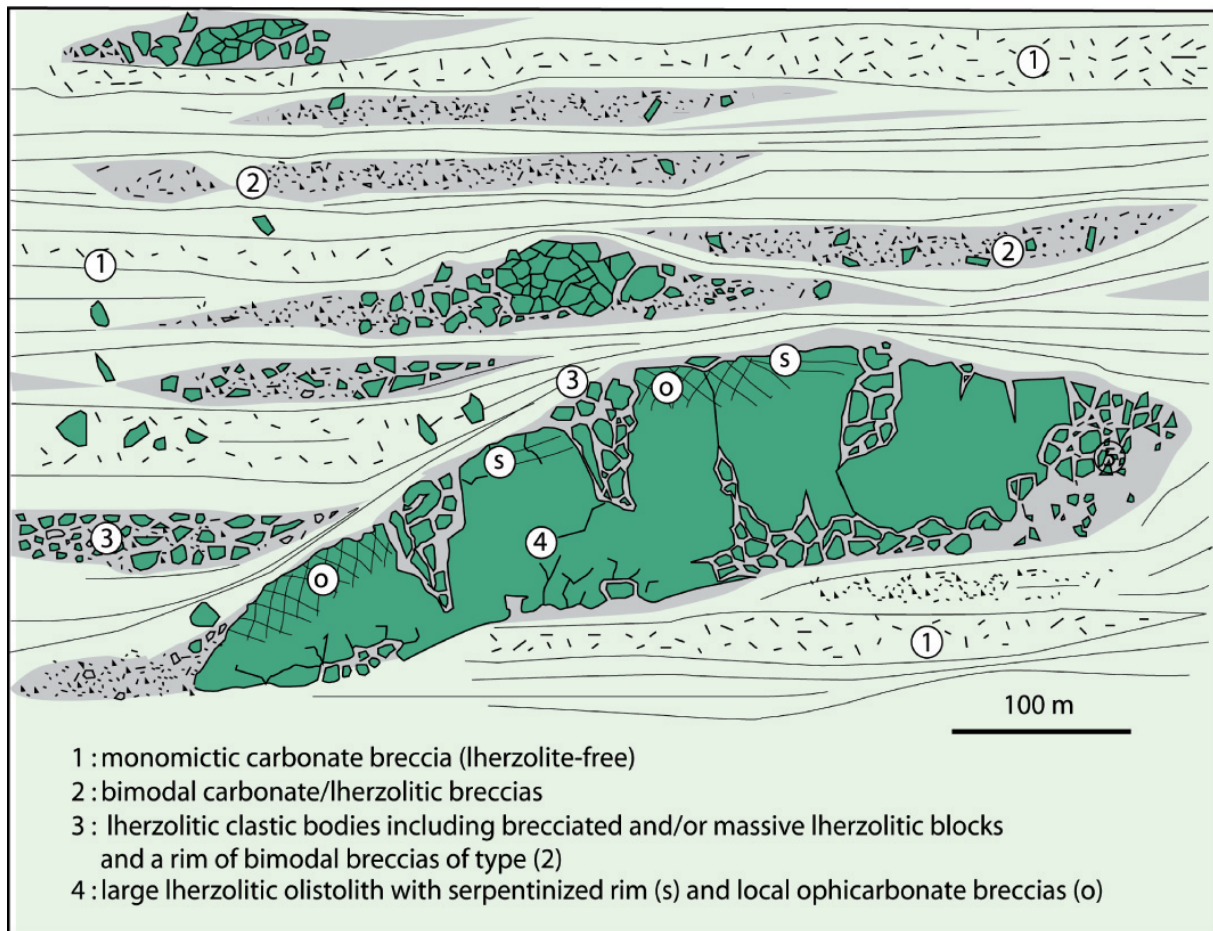 1
1
2
2
1
3
s
o
s
5
3
4
o
1
100 m
1 : monomictic carbonate breccia (lherzolite-free)
2 : bimodal carbonate/lherzolitic breccias
3 : lherzolitic clastic bodies including brecciated and/or massive lherzolitic blocks
and a rim of bimodal breccias of type (2)
4 : large lherzolitic olistolith with serpentinized rim (s) and local ophicarbonate breccias (o)